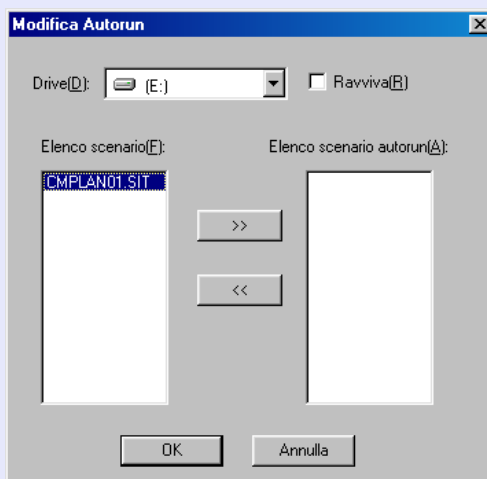 Modifica Autorun
Drive(D): (E:) Ravviva(R)
Elenco scenario(F): Elenco scenario autorun(A):
CMPLAN01.SIT
>>
<<
OK Annulla